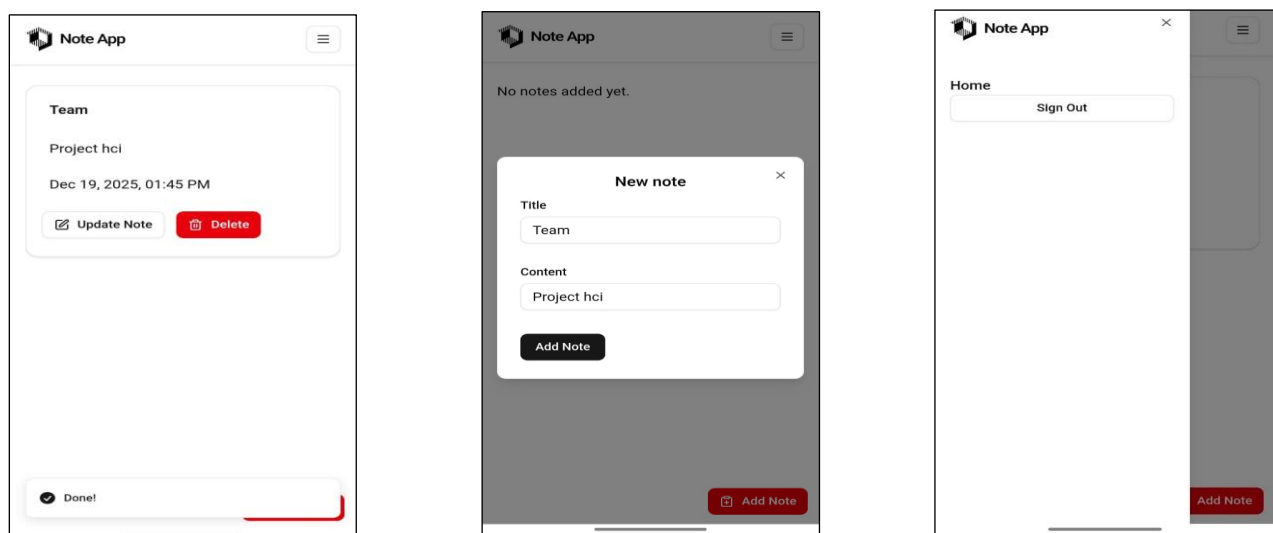 Note App
Team
Project hci
Dec 19, 2025, 01:45 PM
Update Note
Delete
Done!
Note App
No notes added yet.
New note
Title
Team
Content
Project hci
Add Note
Add Note
Note App
Home
Sign Out
Add Note